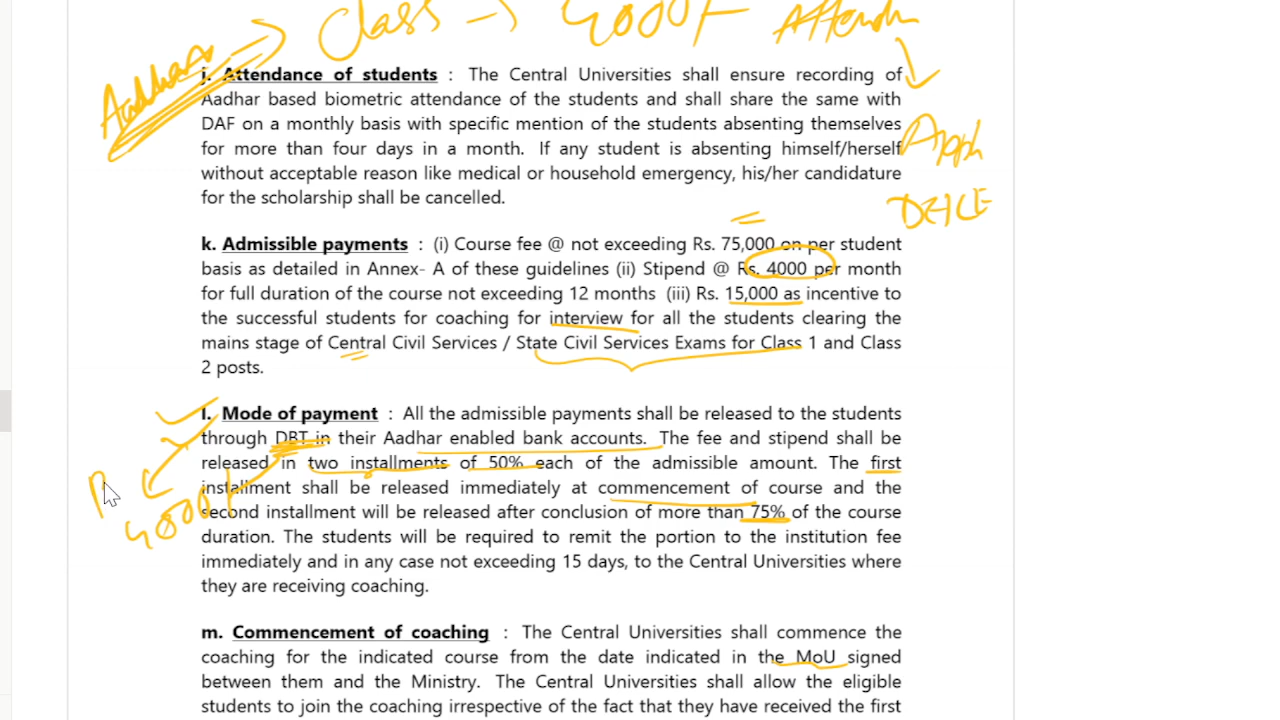 Class → 4000/- Attendn
Aadhar
j. Attendance of students : The Central Universities shall ensure recording of
Aadhar based biometric attendance of the students and shall share the same with
DAF on a monthly basis with specific mention of the students absenting themselves
for more than four days in a month. If any student is absenting himself/herself
without acceptable reason like medical or household emergency, his/her candidature
for the scholarship shall be cancelled.
DACE
k. Admissible payments : (i) Course fee @ not exceeding Rs. 75,000 on per student
basis as detailed in Annex- A of these guidelines (ii) Stipend @ Rs. 4000 per month
for full duration of the course not exceeding 12 months (iii) Rs. 15,000 as incentive to
the successful students for coaching for interview for all the students clearing the
mains stage of Central Civil Services / State Civil Services Exams for Class 1 and Class
2 posts.
l. Mode of payment : All the admissible payments shall be released to the students
through DBT in their Aadhar enabled bank accounts. The fee and stipend shall be
released in two installments of 50% each of the admissible amount. The first
installment shall be released immediately at commencement of course and the
4000/-
second installment will be released after conclusion of more than 75% of the course
duration. The students will be required to remit the portion to the institution fee
immediately and in any case not exceeding 15 days, to the Central Universities where
they are receiving coaching.
m. Commencement of coaching : The Central Universities shall commence the
coaching for the indicated course from the date indicated in the MoU signed
between them and the Ministry. The Central Universities shall allow the eligible
students to join the coaching irrespective of the fact that they have received the first